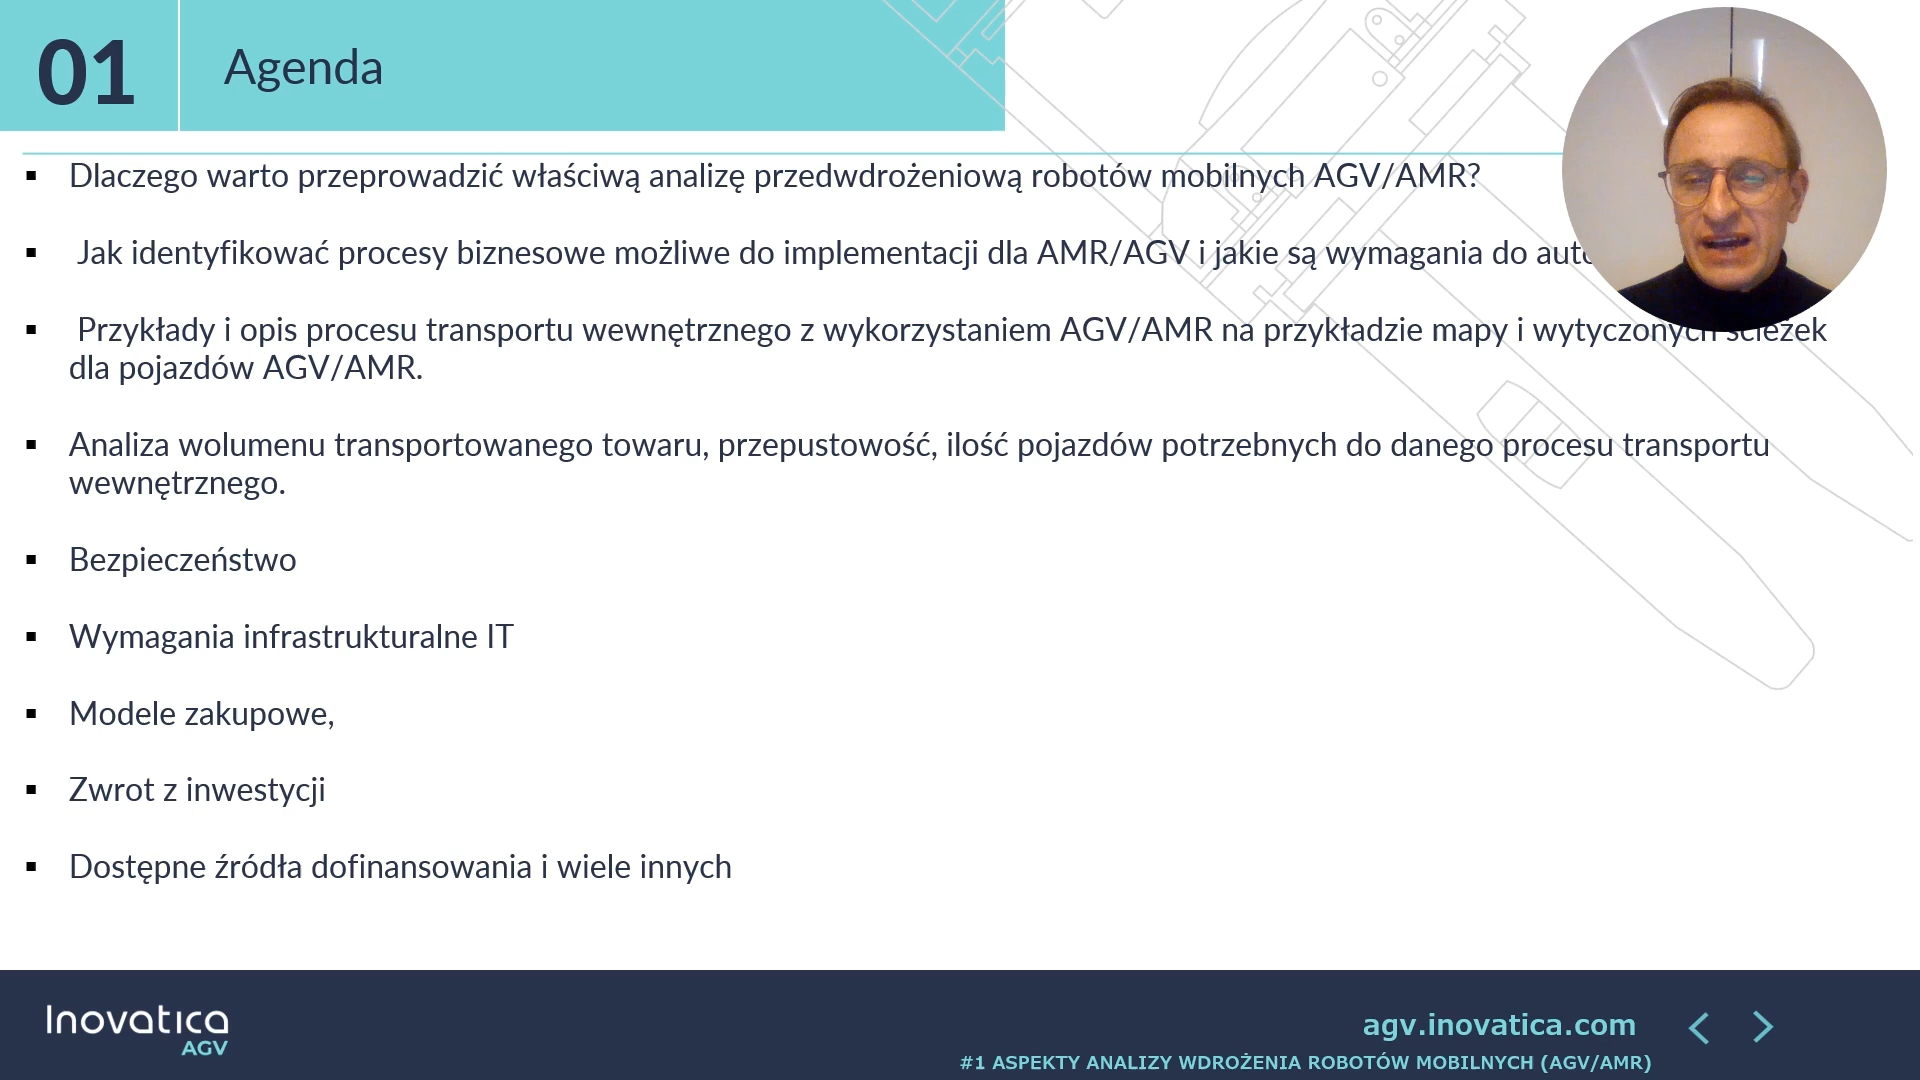 01
Agenda
▪ Dlaczego warto przeprowadzić właściwą analizę przedwdrożeniową robotów mobilnych AGV/AMR?
▪ Jak identyfikować procesy biznesowe możliwe do implementacji dla AMR/AGV i jakie są wymagania do
▪ Przykłady i opis procesu transportu wewnętrznego z wykorzystaniem AGV/AMR na przykładzie mapy i wytyczonych ścieżek
dla pojazdów AGV/AMR.
▪ Analiza wolumenu transportowanego towaru, przepustowość, ilość pojazdów potrzebnych do danego procesu transportu
wewnętrznego.
▪ Bezpieczeństwo
▪ Wymagania infrastrukturalne IT
▪ Modele zakupowe,
▪ Zwrot z inwestycji
▪ Dostępne źródła dofinansowania i wiele innych
Inovatica
AGV
agv.inovatica.com
#1 ASPEKTY ANALIZY WDROŻENIA ROBOTÓW MOBILNYCH (AGV/AMR)